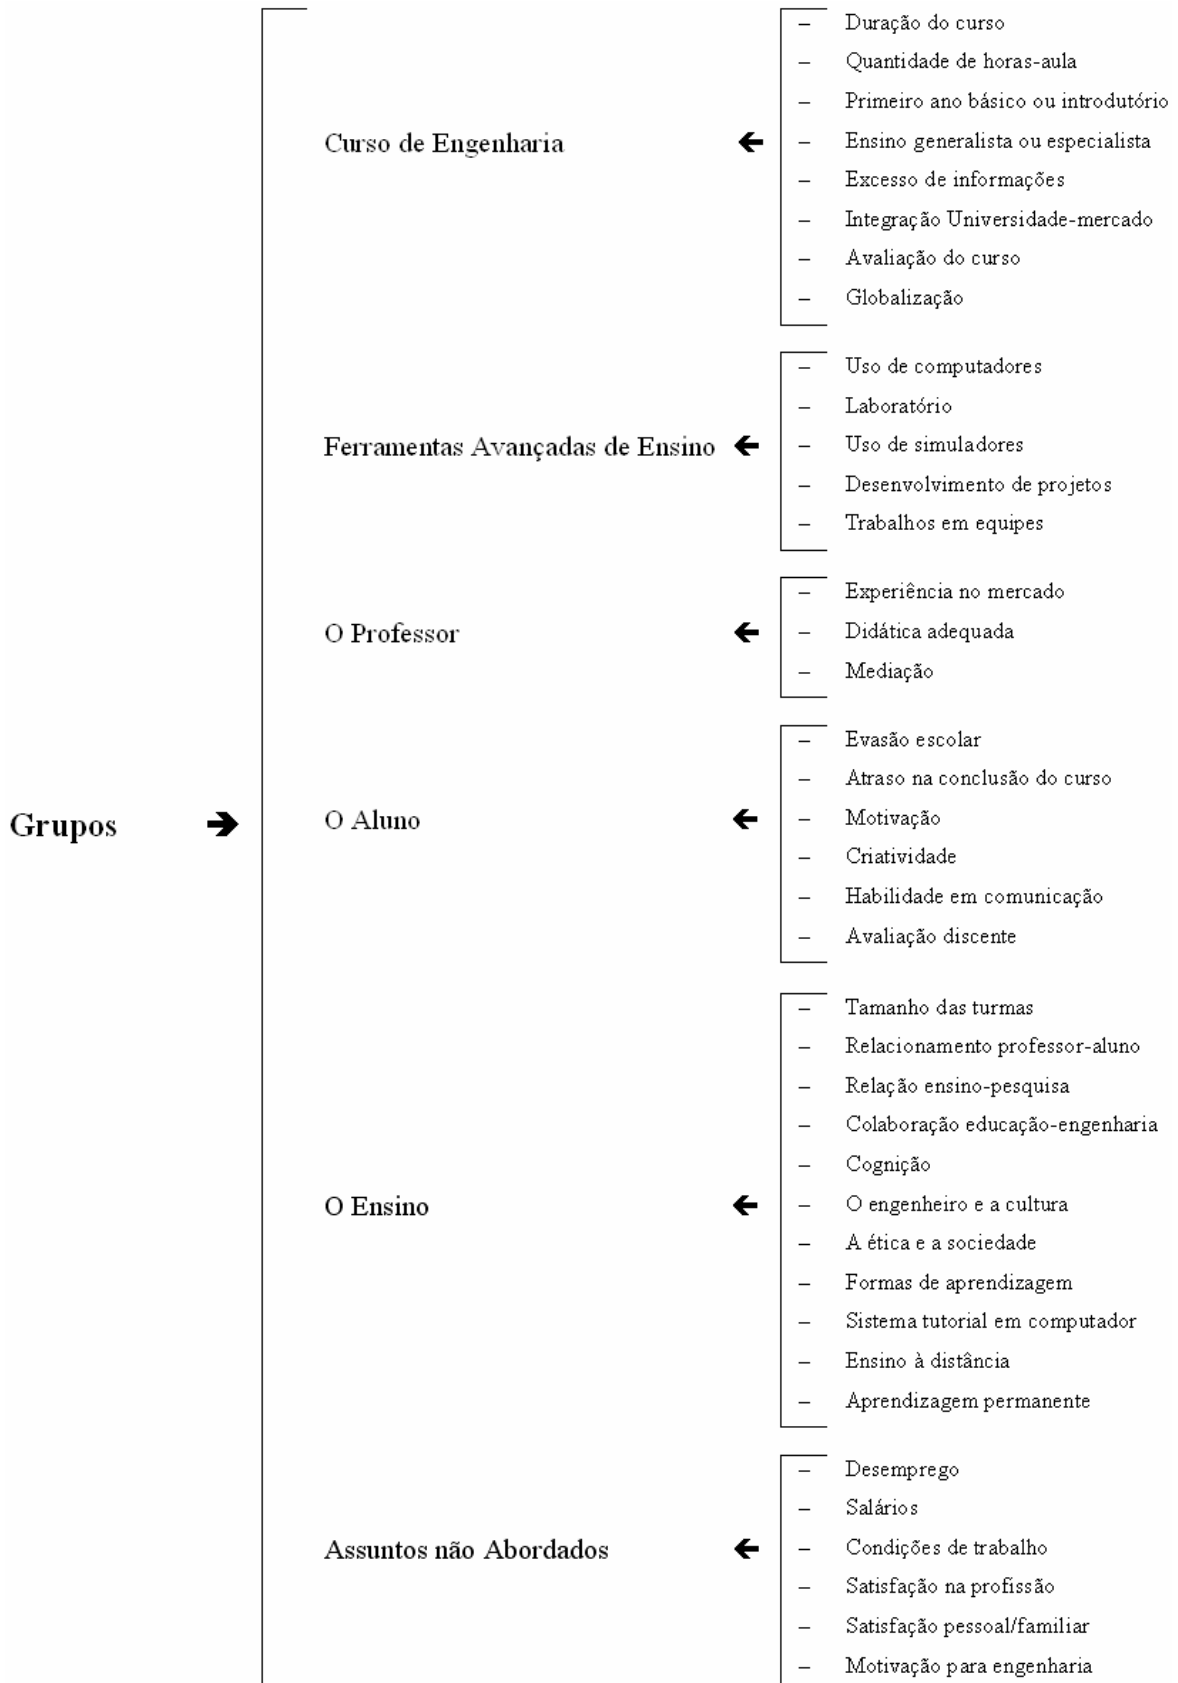 Grupos ➔
Curso de Engenharia 🡰
– Duração do curso
– Quantidade de horas-aula
– Primeiro ano básico ou introdutório
– Ensino generalista ou especialista
– Excesso de informações
– Integração Universidade-mercado
– Avaliação do curso
– Globalização
Ferramentas Avançadas de Ensino 🡰
– Uso de computadores
– Laboratório
– Uso de simuladores
– Desenvolvimento de projetos
– Trabalhos em equipes
O Professor 🡰
– Experiência no mercado
– Didática adequada
– Mediação
O Aluno 🡰
– Evasão escolar
– Atraso na conclusão do curso
– Motivação
– Criatividade
– Habilidade em comunicação
– Avaliação discente
O Ensino 🡰
– Tamanho das turmas
– Relacionamento professor-aluno
– Relação ensino-pesquisa
– Colaboração educação-engenharia
– Cognição
– O engenheiro e a cultura
– A ética e a sociedade
– Formas de aprendizagem
– Sistema tutorial em computador
– Ensino à distância
– Aprendizagem permanente
Assuntos não Abordados 🡰
– Desemprego
– Salários
– Condições de trabalho
– Satisfação na profissão
– Satisfação pessoal/familiar
– Motivação para engenharia